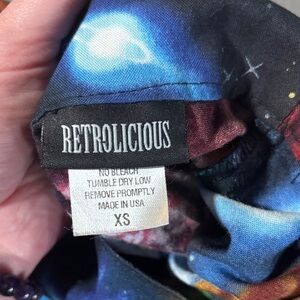 RETROLICIOUS
NO BLEACH
TUMBLE DRY LOW
REMOVE PROMPTLY
MADE IN USA
XS